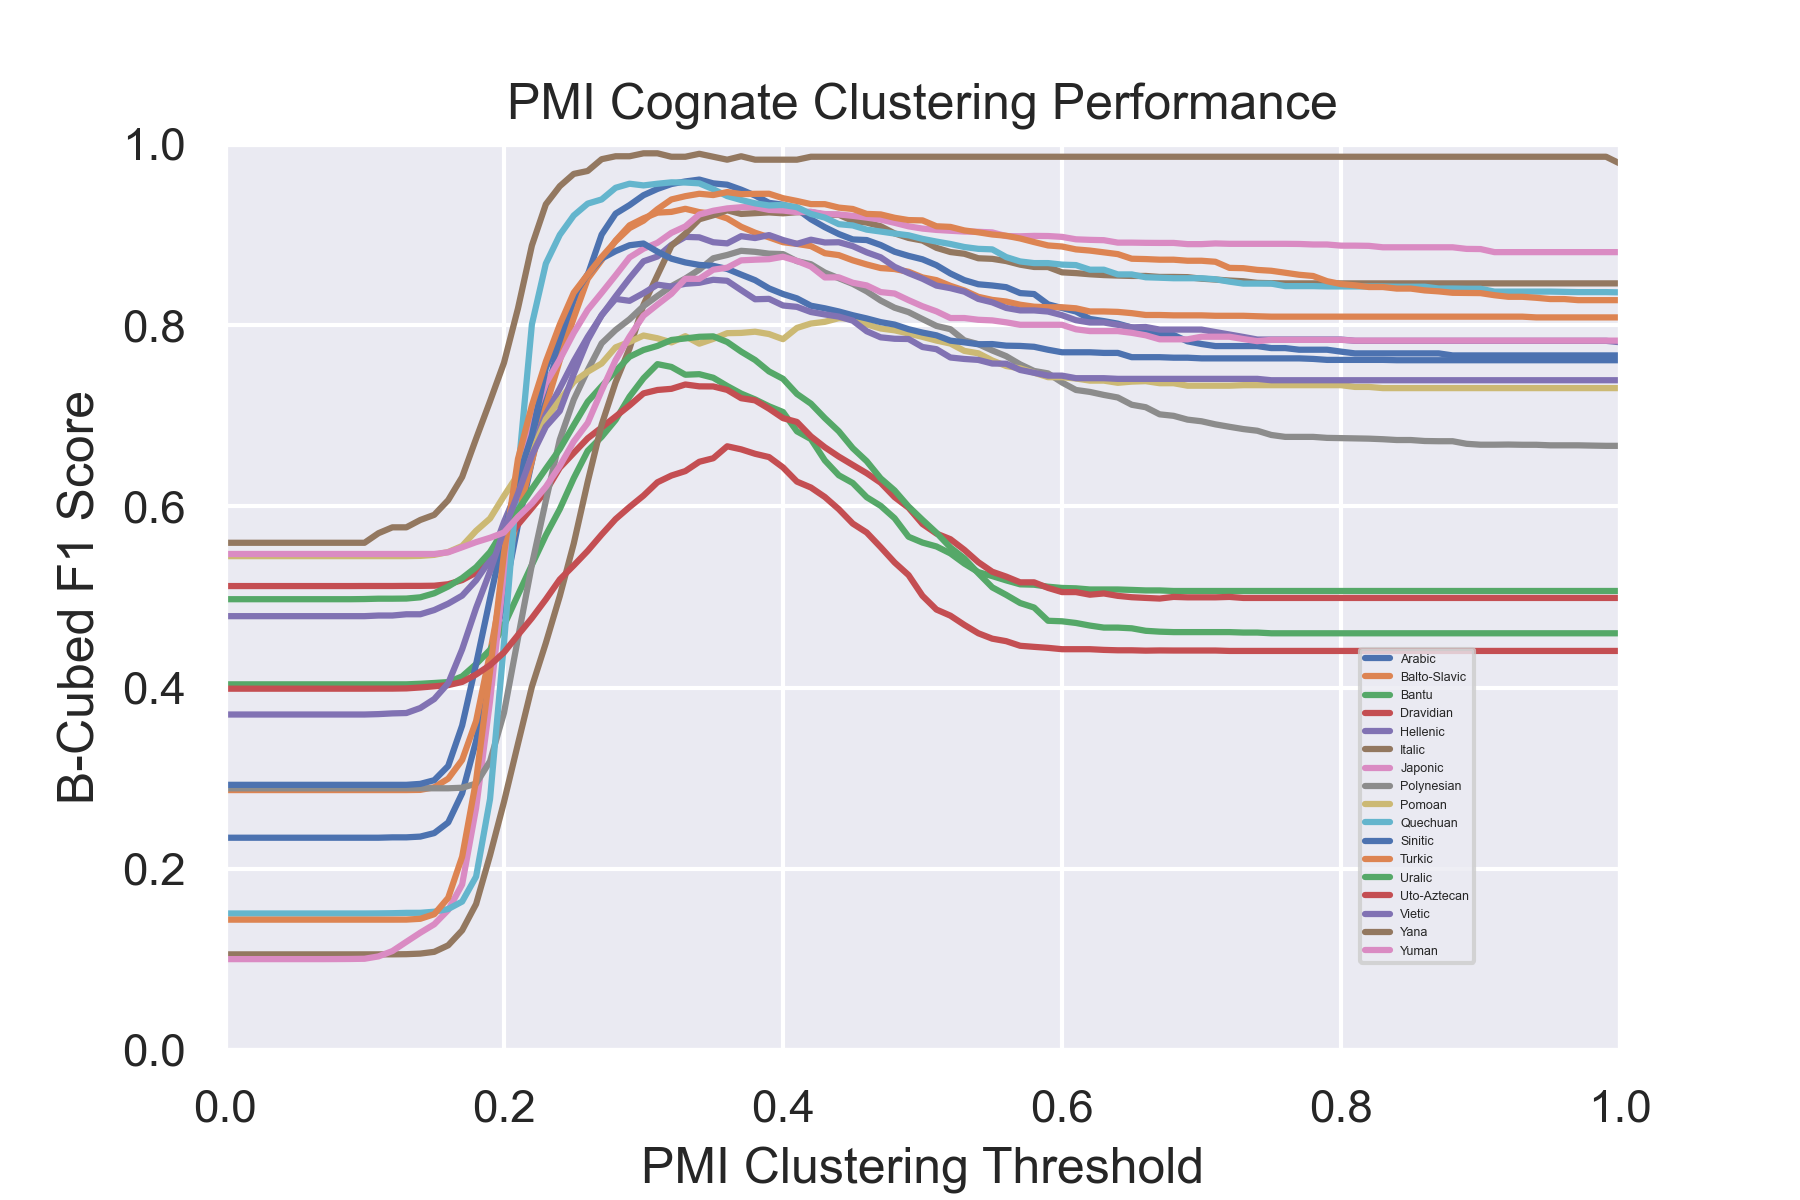 PMI Cognate Clustering Performance
1.0
0.8
0.6
0.4
0.2
0.0
B-Cubed F1 Score
0.0 0.2 0.4 0.6 0.8 1.0
PMI Clustering Threshold
Arabic
Balto-Slavic
Bantu
Dravidian
Hellenic
Italic
Japonic
Polynesian
Pomoan
Quechuan
Sinitic
Turkic
Uralic
Uto-Aztecan
Vietic
Yana
Yuman